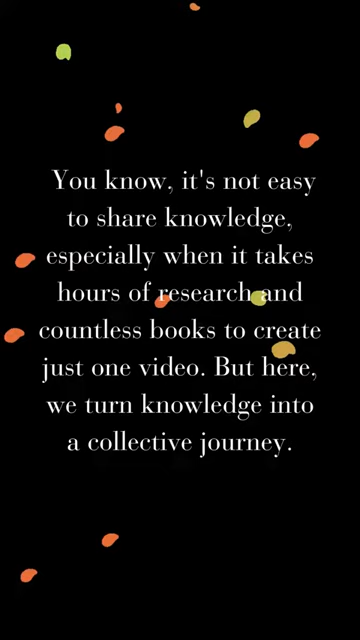 You know, it's not easy
to share knowledge,
especially when it takes
hours of research and
countless books to create
just one video. But here,
we turn knowledge into
a collective journey.